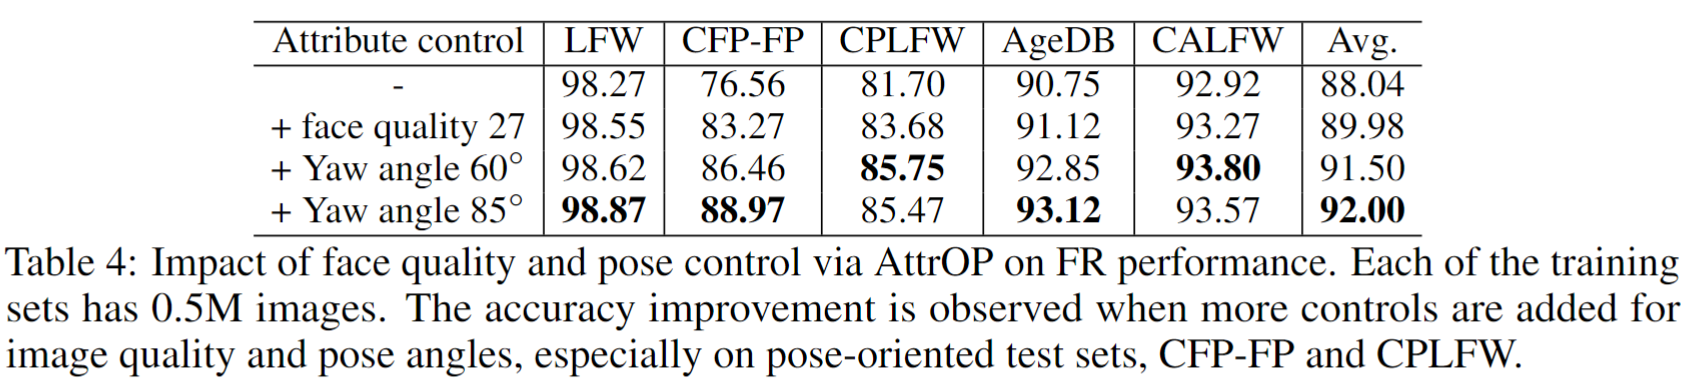 Attribute control LFW CFP-FP CPLFW AgeDB CALFW Avg.
- 98.27 76.56 81.70 90.75 92.92 88.04
+ face quality 27 98.55 83.27 83.68 91.12 93.27 89.98
+ Yaw angle 60° 98.62 86.46 85.75 92.85 93.80 91.50
+ Yaw angle 85° 98.87 88.97 85.47 93.12 93.57 92.00
Table 4: Impact of face quality and pose control via AttrOP on FR performance. Each of the training
sets has 0.5M images. The accuracy improvement is observed when more controls are added for
image quality and pose angles, especially on pose-oriented test sets, CFP-FP and CPLFW.